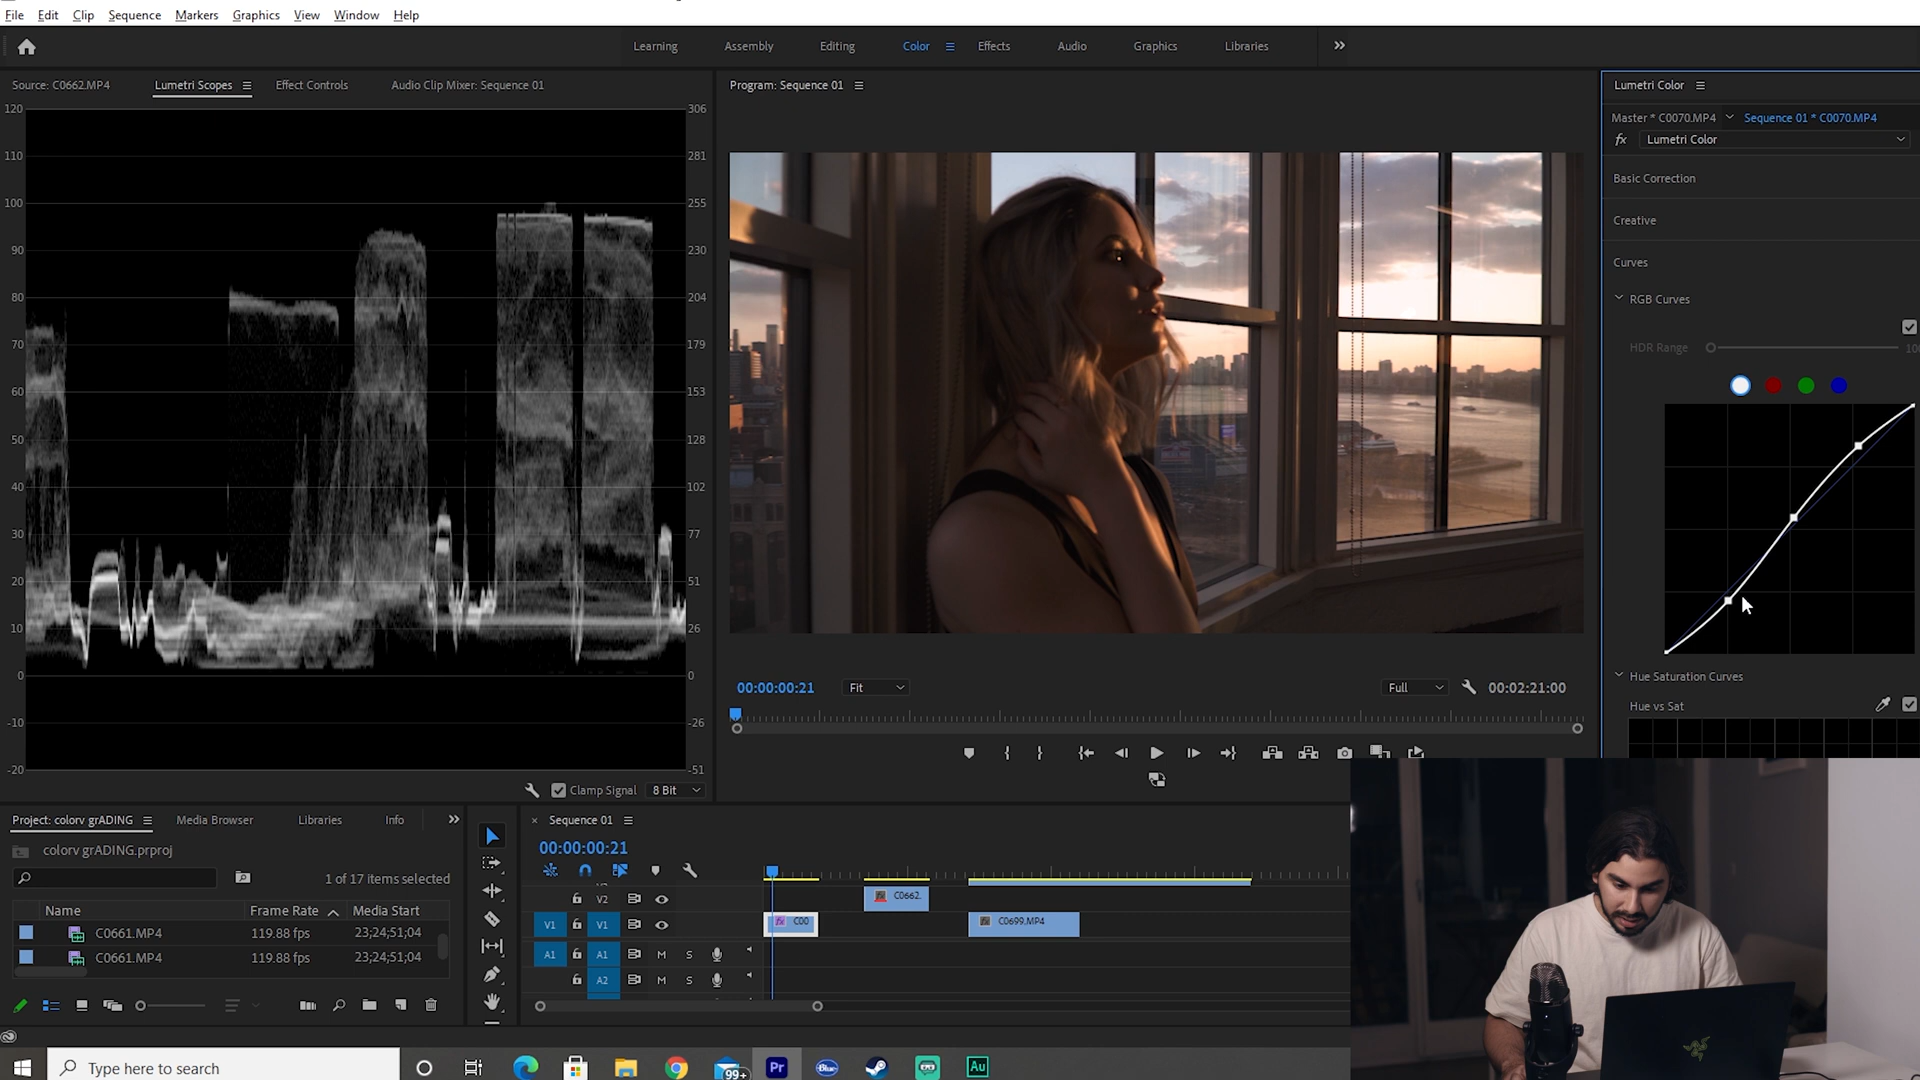 File Edit Clip Sequence Markers Graphics View Window Help
Learning Assembly Editing Color Effects Audio Graphics Libraries
Source: C0662.MP4 Lumetri Scopes Effect Controls Audio Clip Mixer: Sequence 01
Program: Sequence 01
Lumetri Color
Master * C0070.MP4 Sequence 01 * C0070.MP4
fx Lumetri Color
Basic Correction
Creative
Curves
RGB Curves
HDR Range 100
Hue Saturation Curves
Hue vs Sat
120 306
110 281
100 255
90 230
80 204
70 179
60 153
50 128
40 102
30 77
20 51
10 26
0 0
-10 -26
-20 -51
Clamp Signal 8 Bit
00:00:00:21 Fit Full 00:02:21:00
Project: colorv grADING Media Browser Libraries Info
colorv grADING.prproj
1 of 17 items selected
Name Frame Rate Media Start
C0661.MP4 119.88 fps 23;24;51;04
C0661.MP4 119.88 fps 23;24;51;04
× Sequence 01
00:00:00:21
V2 C0662.
V1 V1 fx C00 C0699.MP4
A1 A1 M S
A2 M S
Type here to search
99+ Pr Blue Au